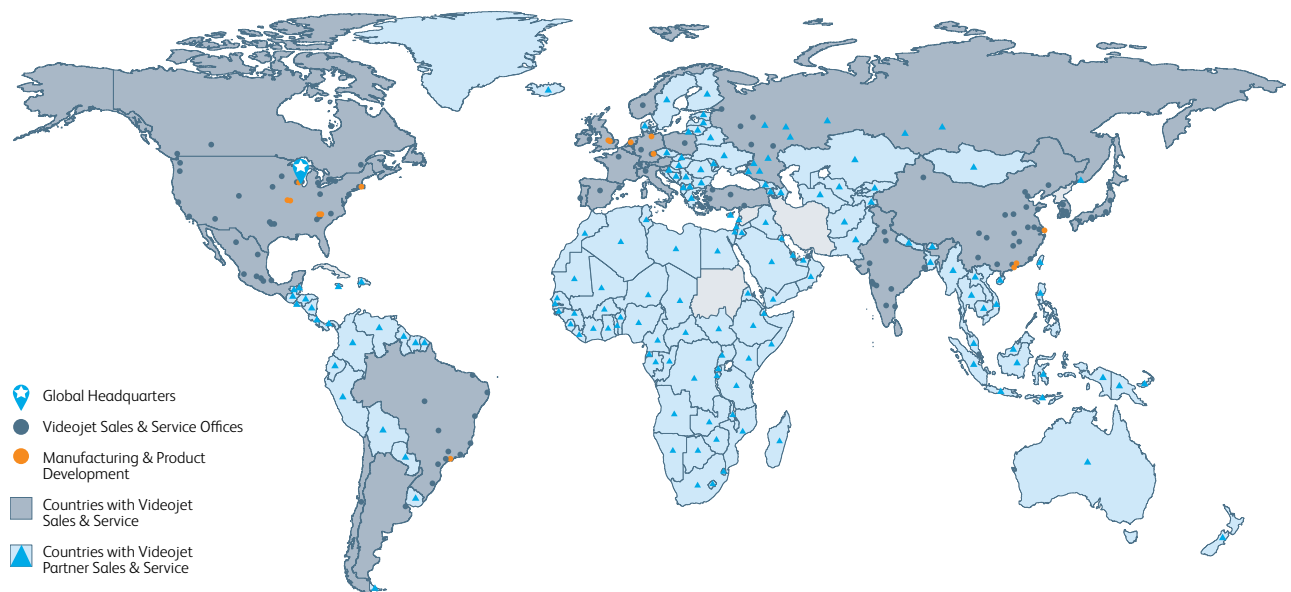 Global Headquarters
Videojet Sales & Service Offices
Manufacturing & Product
Development
Countries with Videojet
Sales & Service
Countries with Videojet
Partner Sales & Service